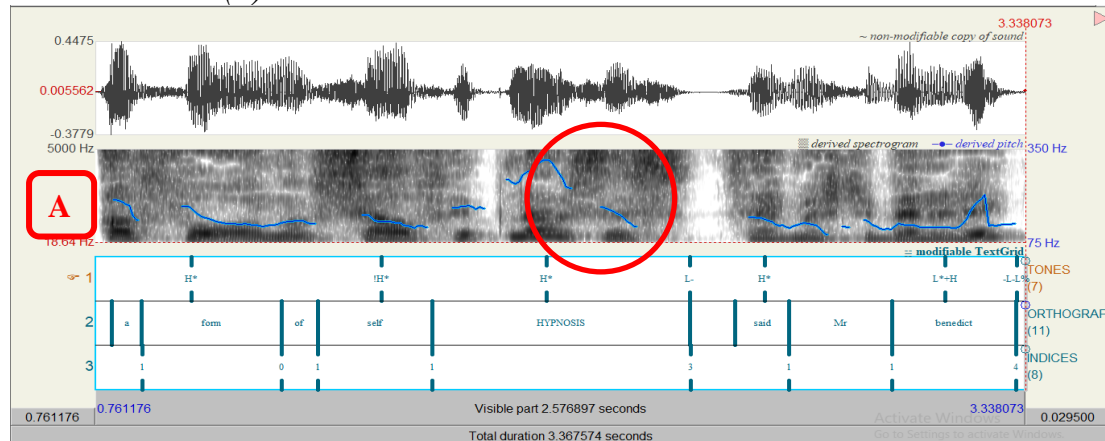 3.338073
0.4475
~ non-modifiable copy of sound
0.005562
-0.3779
5000 Hz
derived spectrogram
derived pitch
350 Hz
A
18.64 Hz
75 Hz
modifiable TextGrid
1 H* !H* H* L- H* L*+H -L-L% TONES (7)
2 a form of self HYPNOSIS said Mr benedict ORTHOGRAF (11)
3 1 0 1 1 3 1 1 4 INDICES (8)
0.761176 0.761176 Visible part 2.576897 seconds 3.338073 0.029500
Activate Windows
Total duration 3.367574 seconds
Go to Settings to activate Windows.